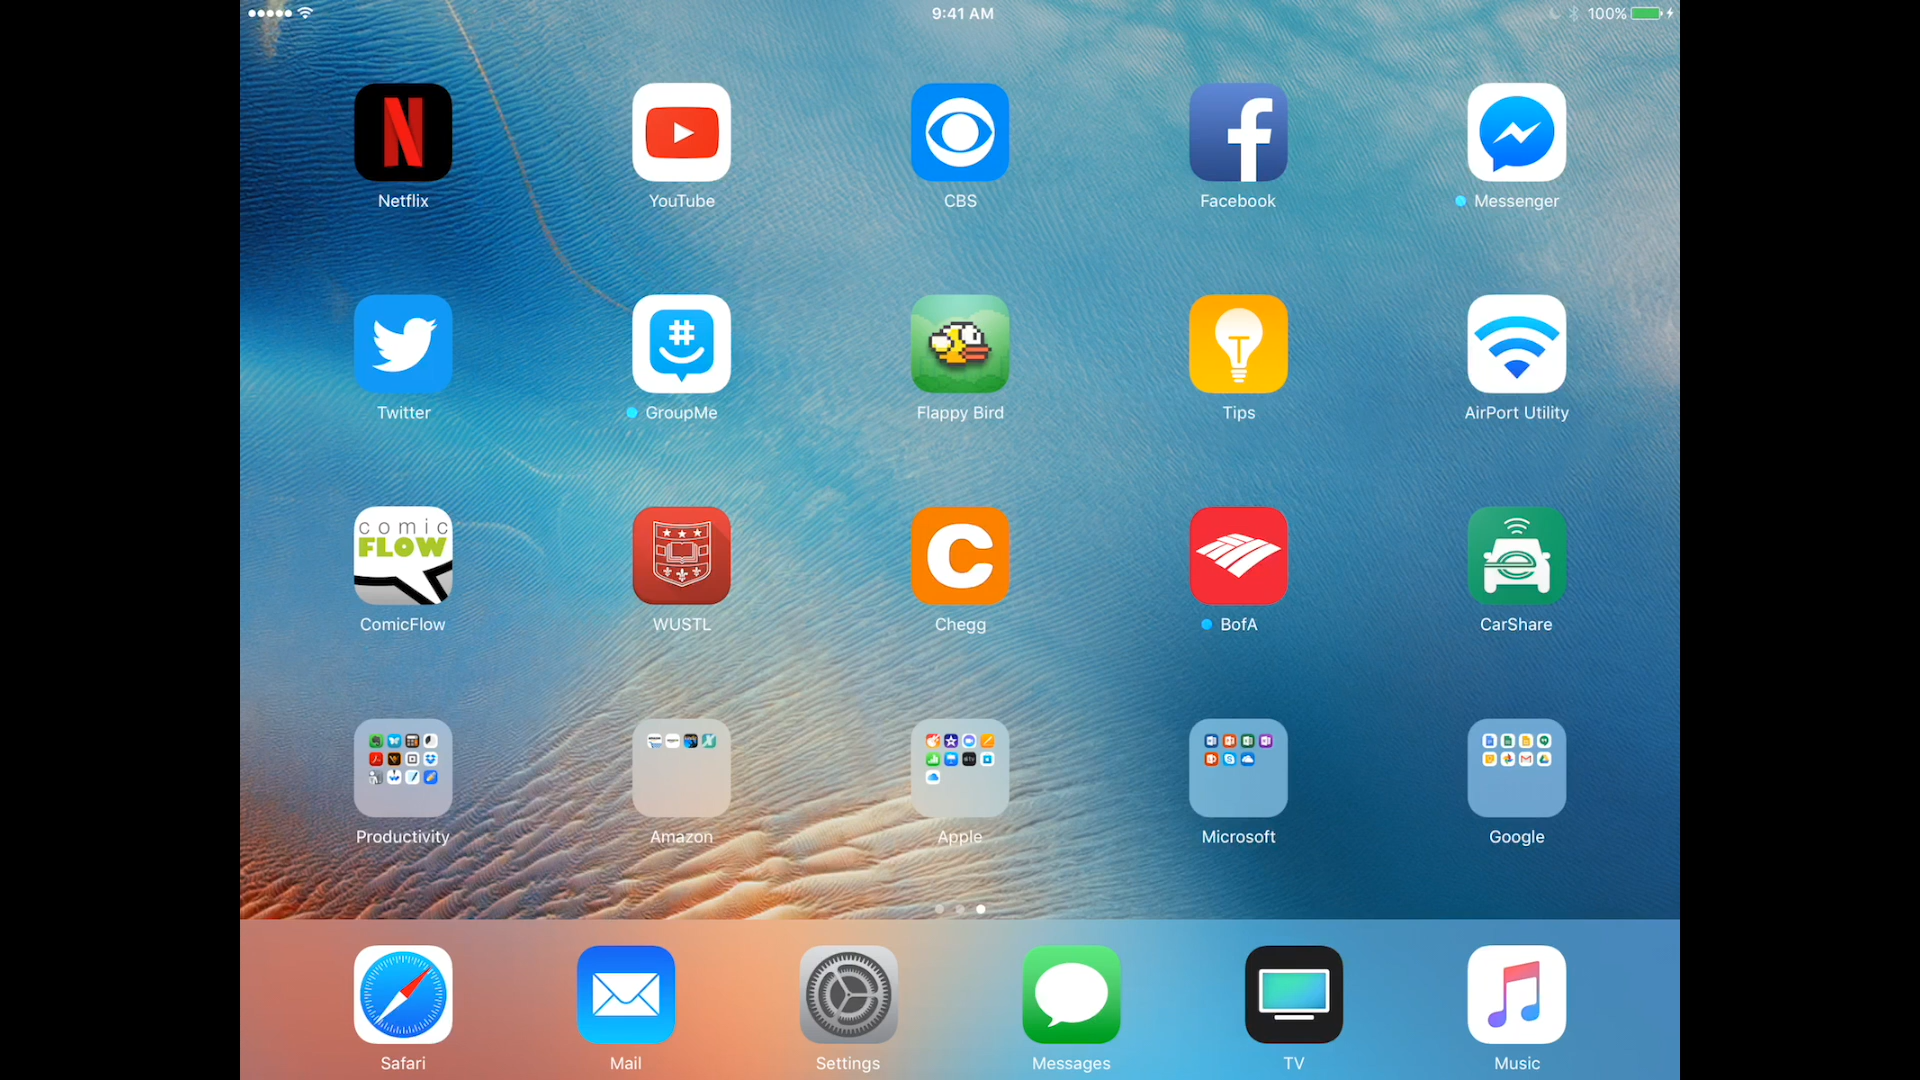 9:41 AM
100%
Netflix
YouTube
CBS
Facebook
Messenger
Twitter
GroupMe
Flappy Bird
Tips
AirPort Utility
comic
FLOW
ComicFlow
WUSTL
Chegg
BofA
CarShare
Productivity
Amazon
Apple
Microsoft
Google
Safari
Mail
Settings
Messages
TV
Music